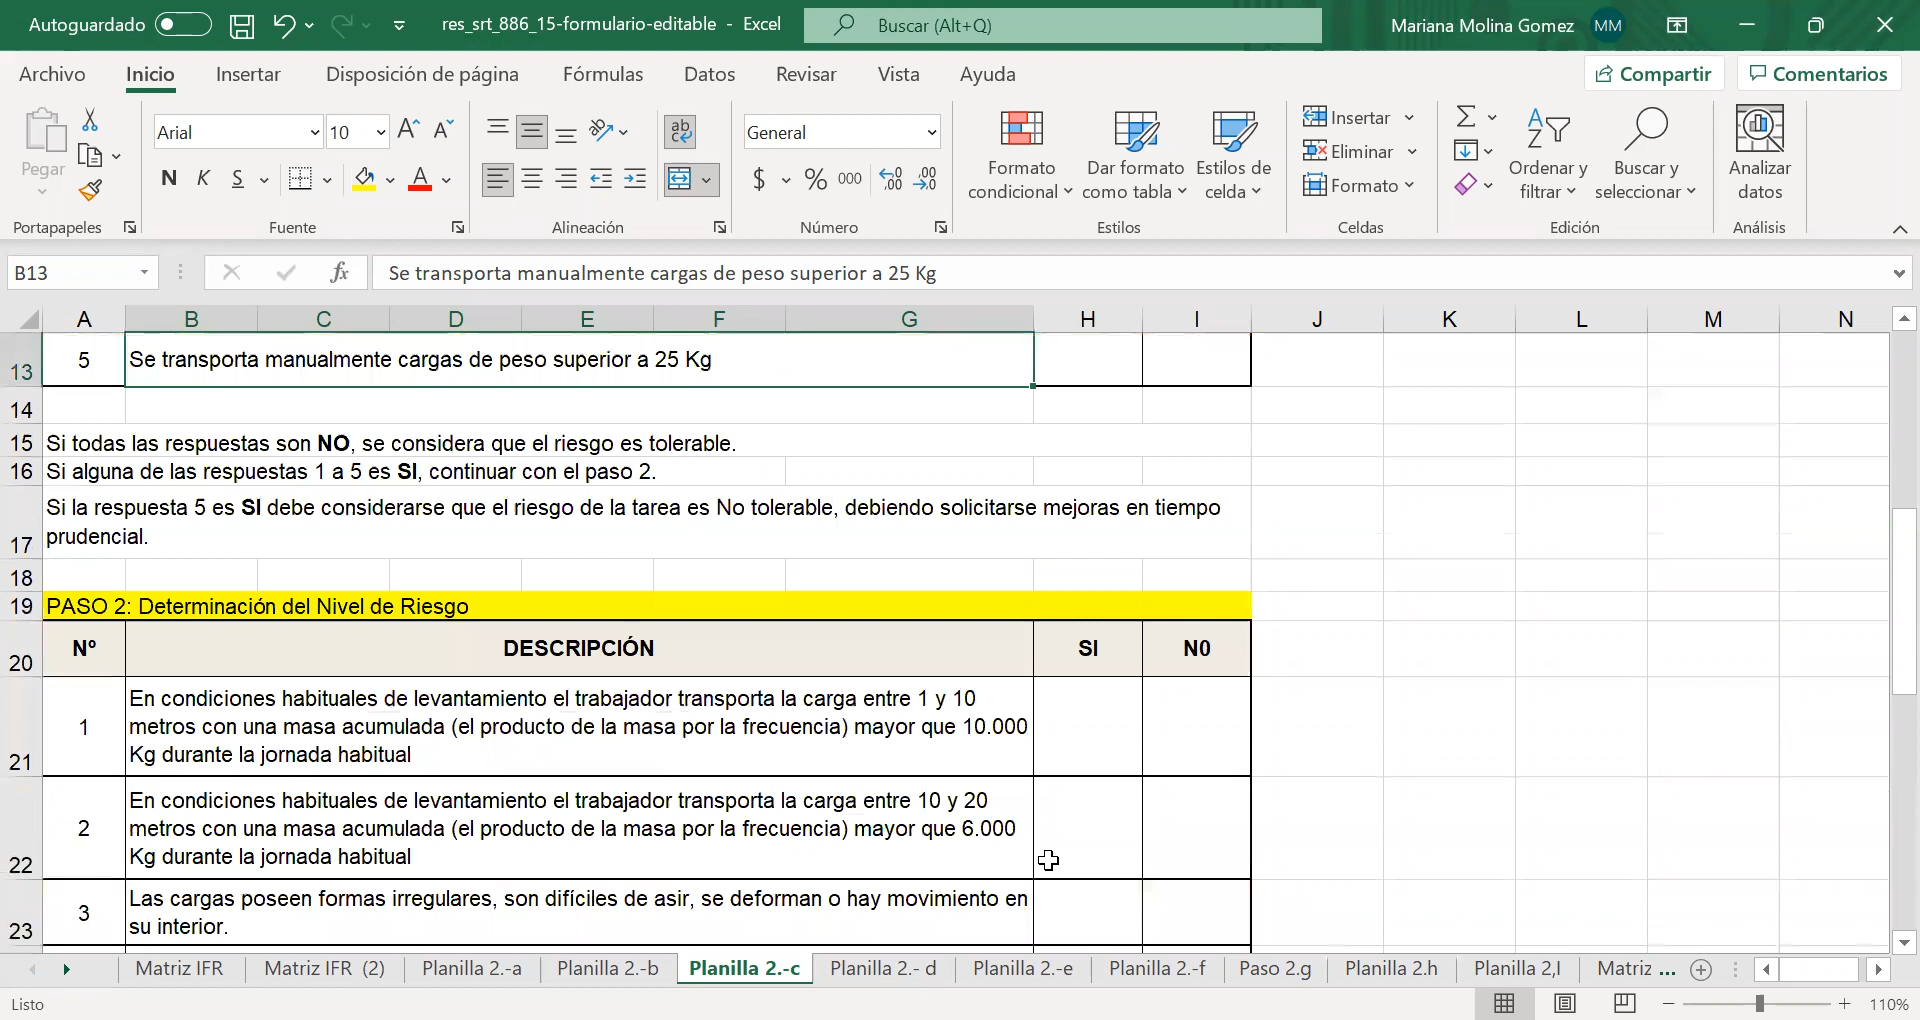 Autoguardado res_srt_886_15-formulario-editable - Excel Buscar (Alt+Q) Mariana Molina Gomez MM
Archivo Inicio Insertar Disposición de página Fórmulas Datos Revisar Vista Ayuda Compartir Comentarios
Pegar
Arial 10
N K S
ab
General
$ % 000
Formato condicional
Dar formato como tabla
Estilos de celda
Insertar
Eliminar
Formato
Ordenar y filtrar
Buscar y seleccionar
Analizar datos
Portapapeles Fuente Alineación Número Estilos Celdas Edición Análisis
B13 fx Se transporta manualmente cargas de peso superior a 25 Kg
A B C D E F G H I J K L M N
13 5 Se transporta manualmente cargas de peso superior a 25 Kg
14
15 Si todas las respuestas son NO, se considera que el riesgo es tolerable.
16 Si alguna de las respuestas 1 a 5 es SI, continuar con el paso 2.
Si la respuesta 5 es SI debe considerarse que el riesgo de la tarea es No tolerable, debiendo solicitarse mejoras en tiempo
17 prudencial.
18
19 PASO 2: Determinación del Nivel de Riesgo
20 Nº DESCRIPCIÓN SI N0
En condiciones habituales de levantamiento el trabajador transporta la carga entre 1 y 10
1 metros con una masa acumulada (el producto de la masa por la frecuencia) mayor que 10.000
21 Kg durante la jornada habitual
En condiciones habituales de levantamiento el trabajador transporta la carga entre 10 y 20
2 metros con una masa acumulada (el producto de la masa por la frecuencia) mayor que 6.000
22 Kg durante la jornada habitual
3 Las cargas poseen formas irregulares, son difíciles de asir, se deforman o hay movimiento en
23 su interior.
Matriz IFR Matriz IFR (2) Planilla 2.-a Planilla 2.-b Planilla 2.-c Planilla 2.- d Planilla 2.-e Planilla 2.-f Paso 2.g Planilla 2.h Planilla 2,I Matriz ...
Listo 110%